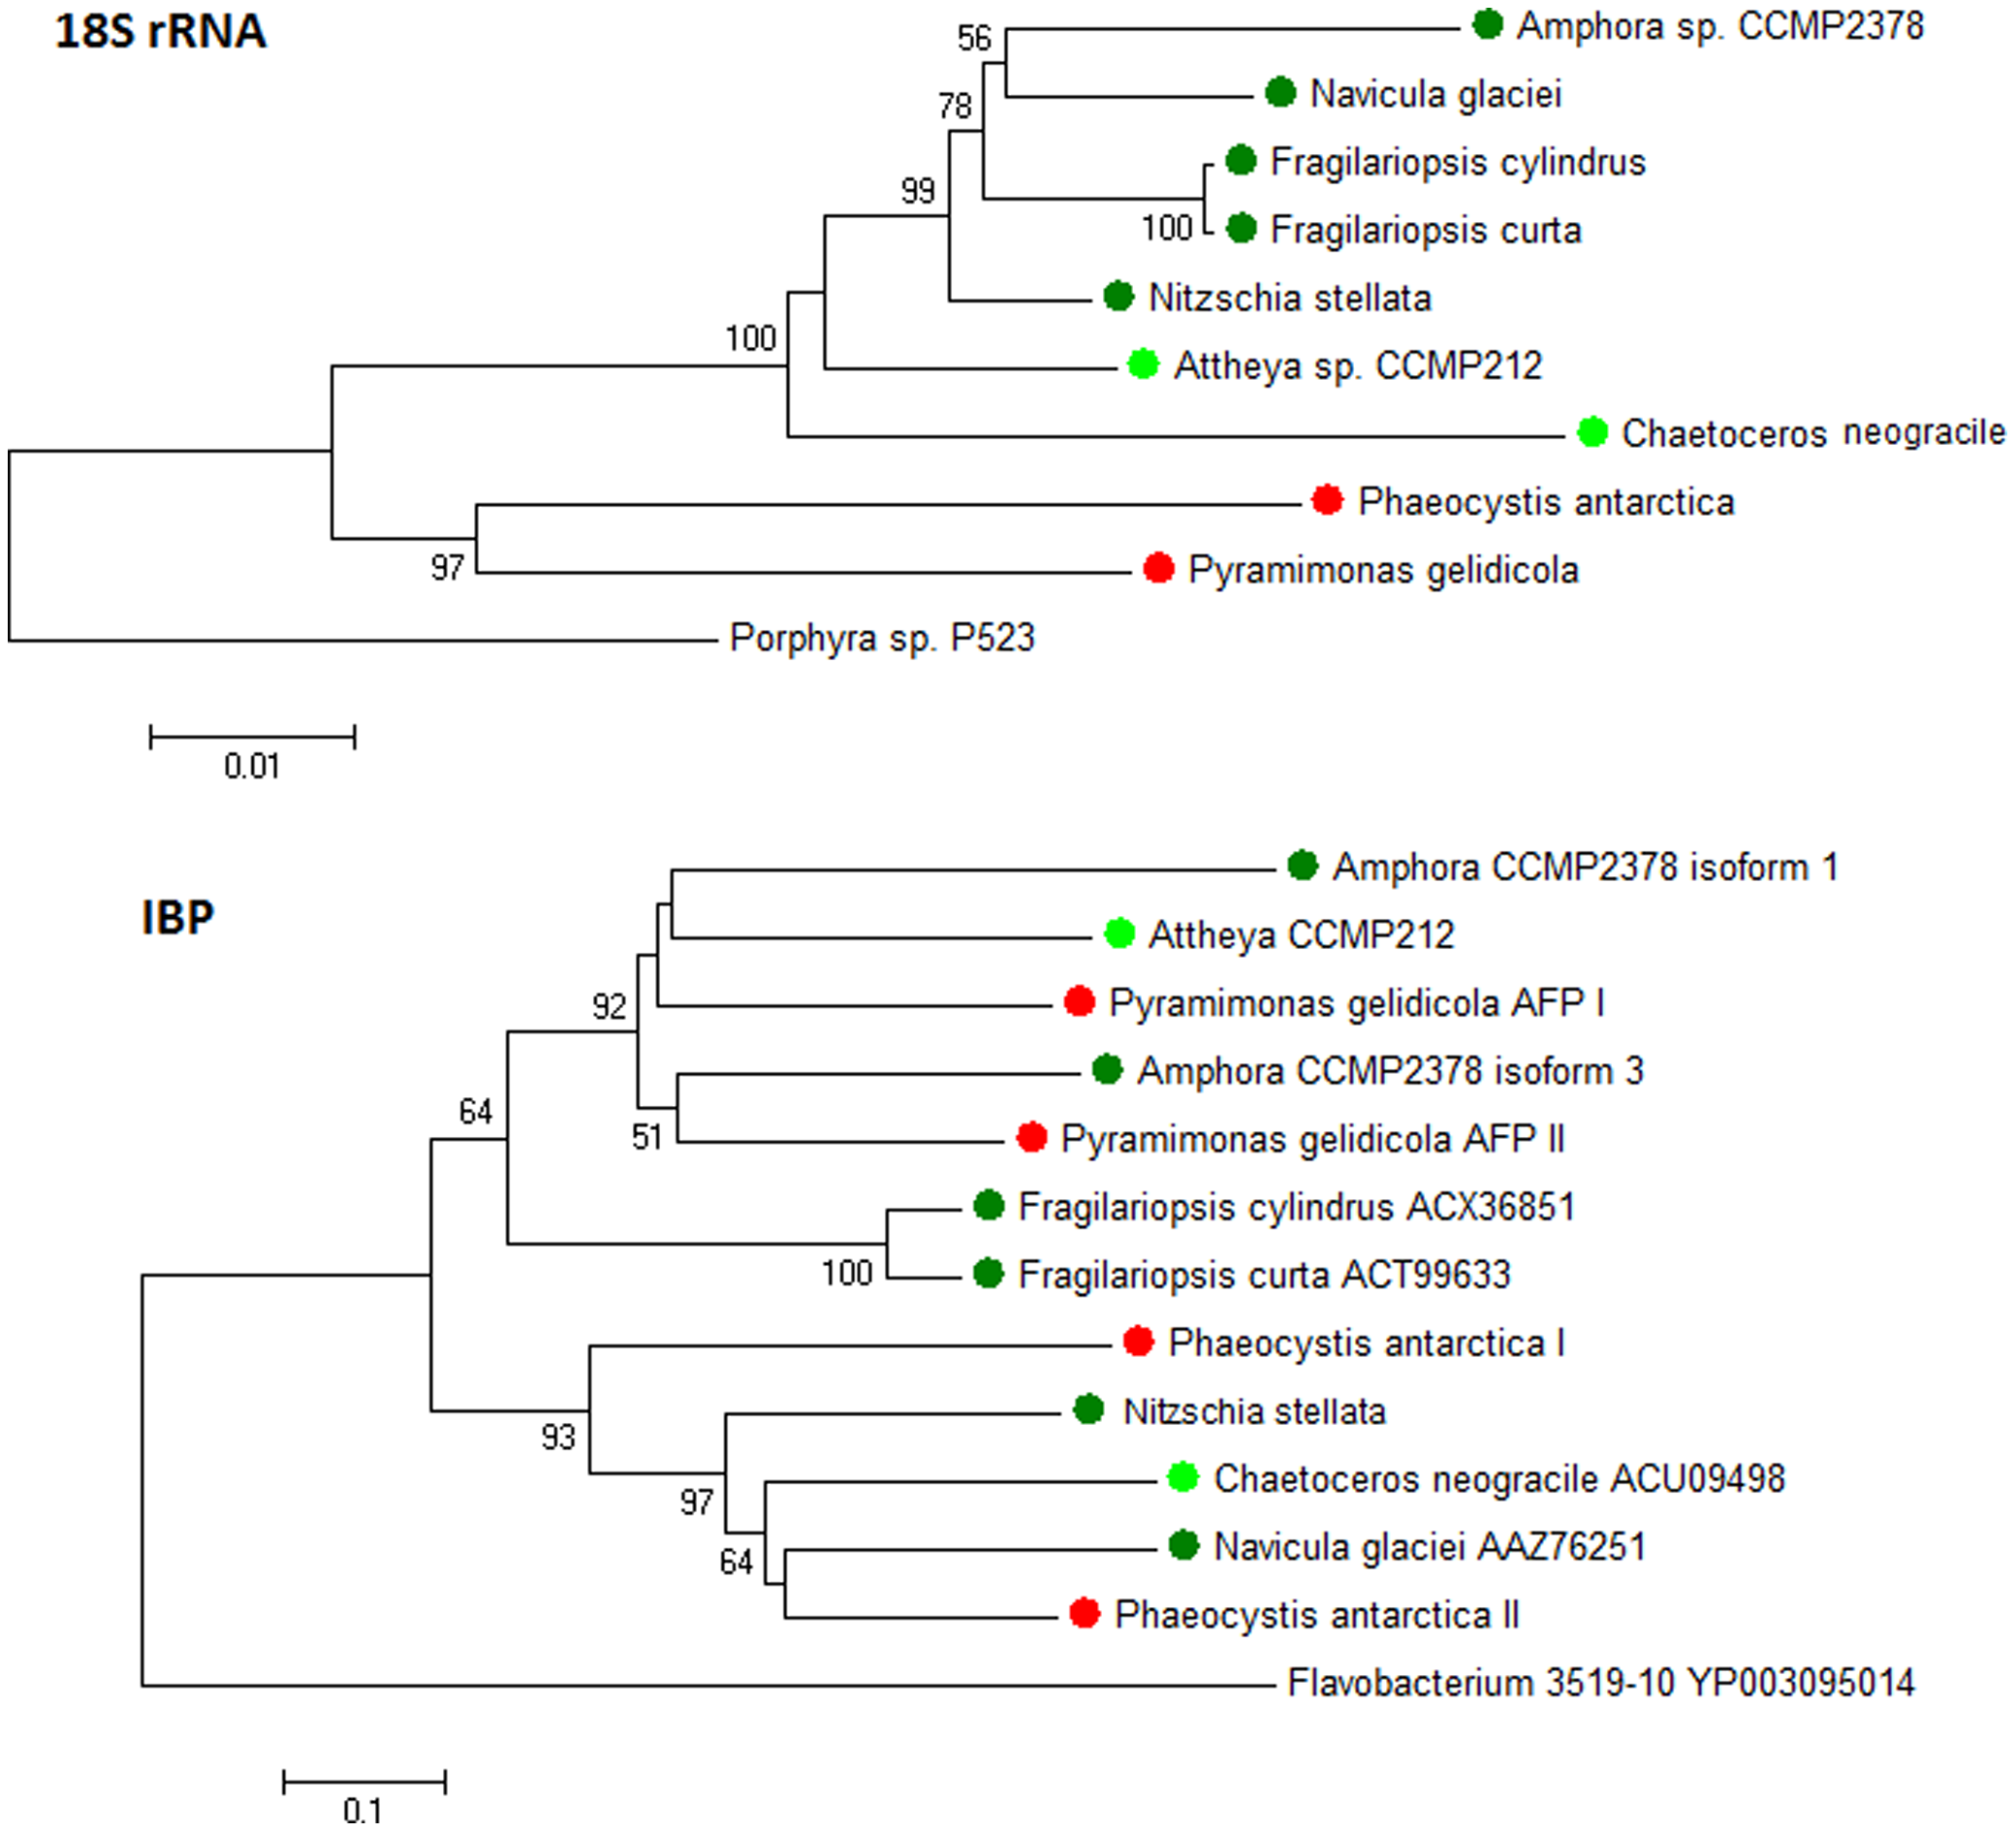 18S rRNA
56
Amphora sp. CCMP2378
Navicula glaciei
78
Fragilariopsis cylindrus
99
100
Fragilariopsis curta
Nitzschia stellata
100
Attheya sp. CCMP212
Chaetoceros neogracile
Phaeocystis antarctica
97
Pyramimonas gelidicola
Porphyra sp. P523
0.01
Amphora CCMP2378 isoform 1
IBP
Attheya CCMP212
92
Pyramimonas gelidicola AFP I
Amphora CCMP2378 isoform 3
64
51
Pyramimonas gelidicola AFP II
Fragilariopsis cylindrus ACX36851
100
Fragilariopsis curta ACT99633
Phaeocystis antarctica I
Nitzschia stellata
93
Chaetoceros neogracile ACU09498
97
Navicula glaciei AAZ76251
64
Phaeocystis antarctica II
Flavobacterium 3519-10 YP003095014
0.1